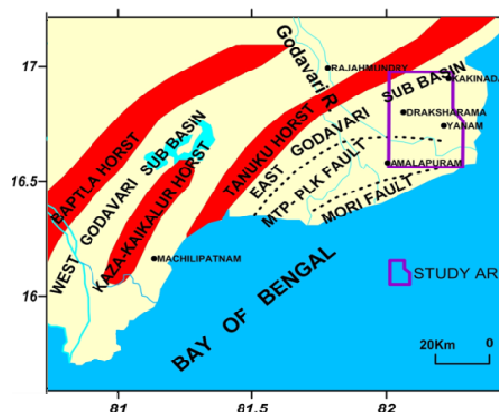 17
16.5
16
81
81.5
82
Godavari R.
RAJAHMUNDRY
SUB BASIN
KAKINADA
DRAKSHARAMA
YANAM
AMALAPURAM
EAST GODAVARI
TANUKU HORST
MTP- PLK FAULT
MORI FAULT
BAPTLA HORST
WEST GODAVARI SUB BASIN
KAZA-KAIKALUR HORST
MACHILIPATNAM
BAY OF BENGAL
STUDY AR
20Km 0